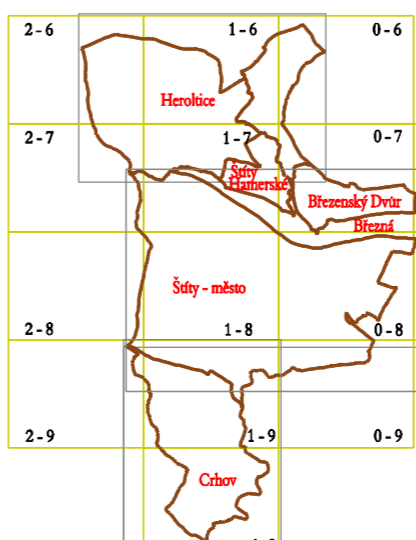 2-6 1-6 0-6
Heroltice
2-7 1-7 0-7
Štíty
Hamerské
Březenský Dvůr
Březná
Štíty - město
2-8 1-8 0-8
2-9 1-9 0-9
Crhov